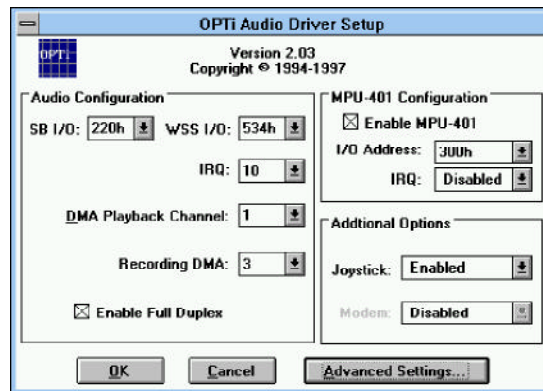 OPTi Audio Driver Setup
OPTi
Version 2.03
Copyright © 1994-1997
Audio Configuration
SB I/O: 220h WSS I/O: 534h
IRQ: 10
DMA Playback Channel: 1
Recording DMA: 3
Enable Full Duplex
MPU-401 Configuration
Enable MPU-401
I/O Address: 300h
IRQ: Disabled
Addtional Options
Joystick: Enabled
Modem: Disabled
OK Cancel Advanced Settings...